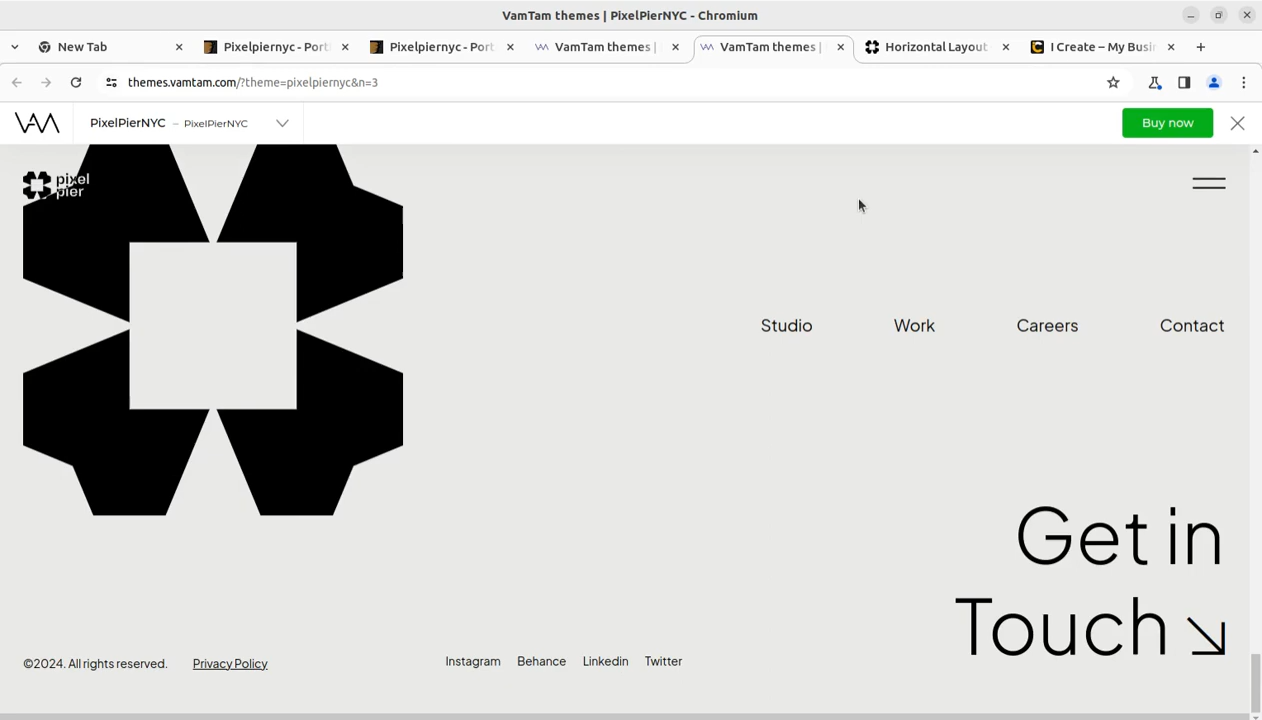 VamTam themes | PixelPierNYC - Chromium
New Tab
Pixelpiernyc - Port
Pixelpiernyc - Port
VamTam themes |
VamTam themes |
Horizontal Layout
I Create – My Busi
themes.vamtam.com/?theme=pixelpiernyc&n=3
PixelPierNYC – PixelPierNYC
Buy now
pixel
pier
Studio
Work
Careers
Contact
Get in
Touch
©2024. All rights reserved.
Privacy Policy
Instagram
Behance
Linkedin
Twitter